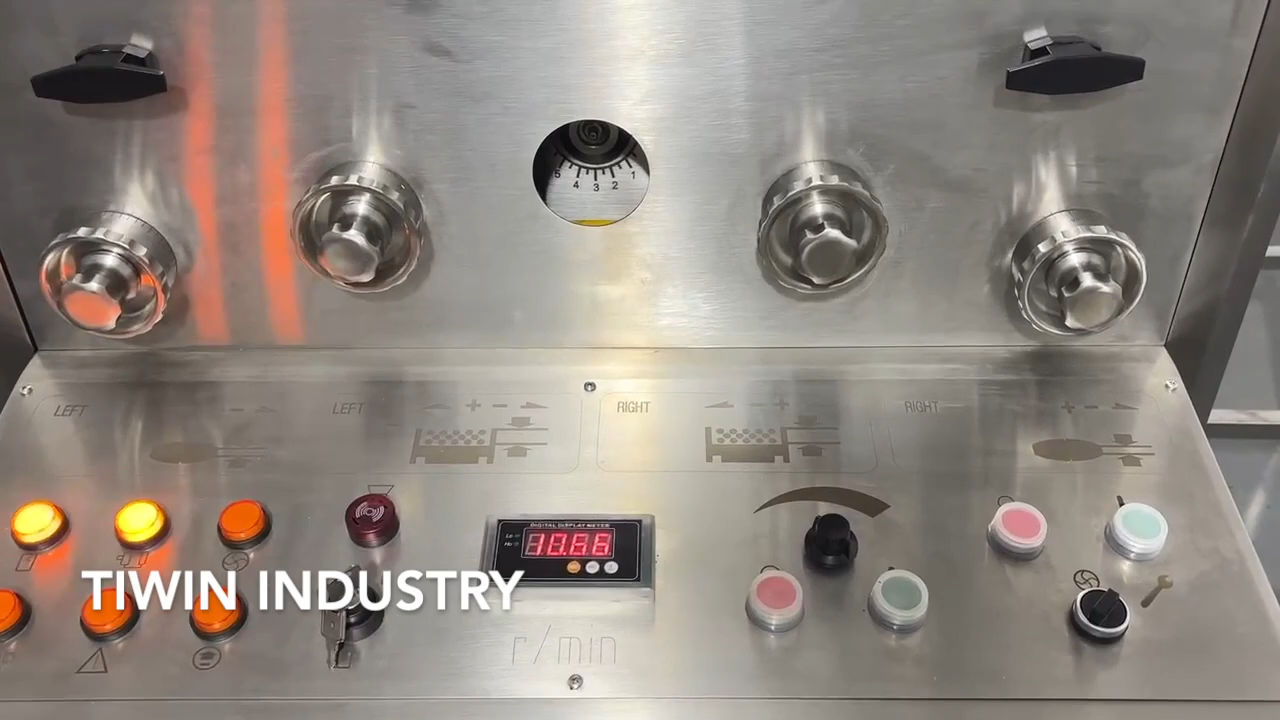 5 4 3 2 1
LEFT
LEFT
RIGHT
RIGHT
DIGITAL DISPLAY METER
10.66
TIWIN INDUSTRY
r/min